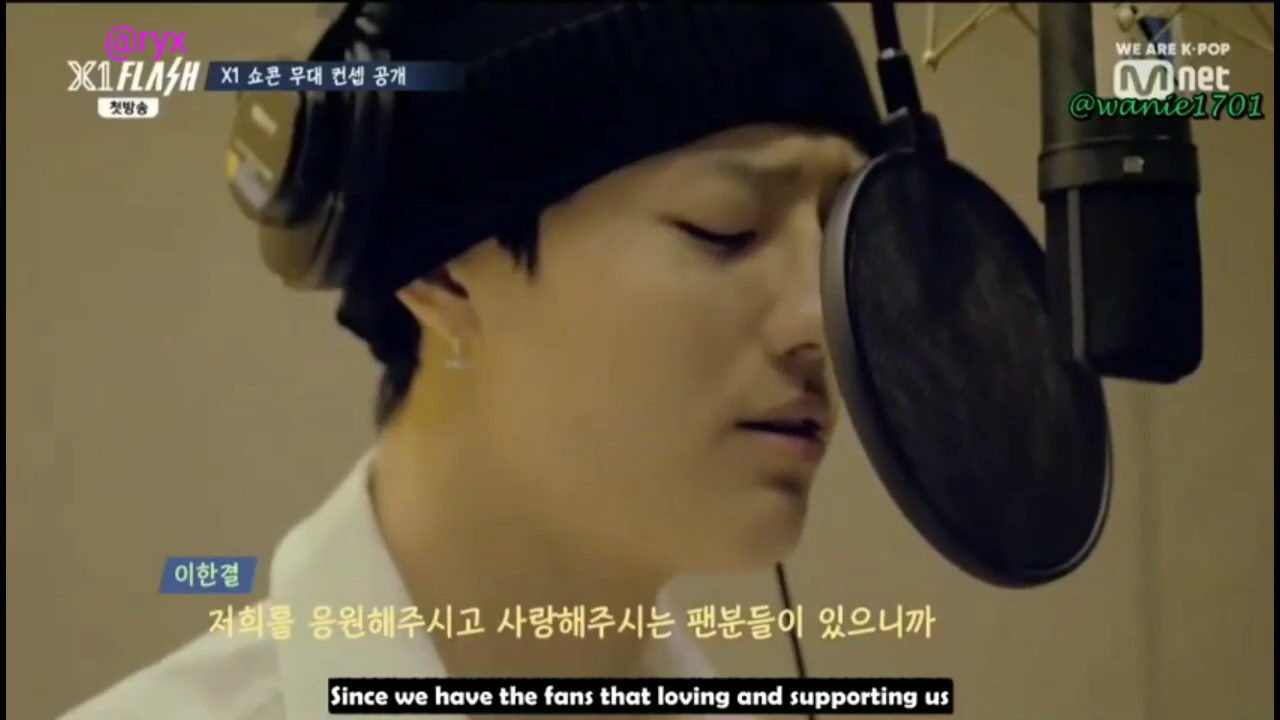 @ryx
X1 FLASH
첫방송
X1 쇼콘 무대 컨셉 공개
WE ARE K-POP
Mnet
@wanie1701
이한결
저희를 응원해주시고 사랑해주시는 팬분들이 있으니까
Since we have the fans that loving and supporting us